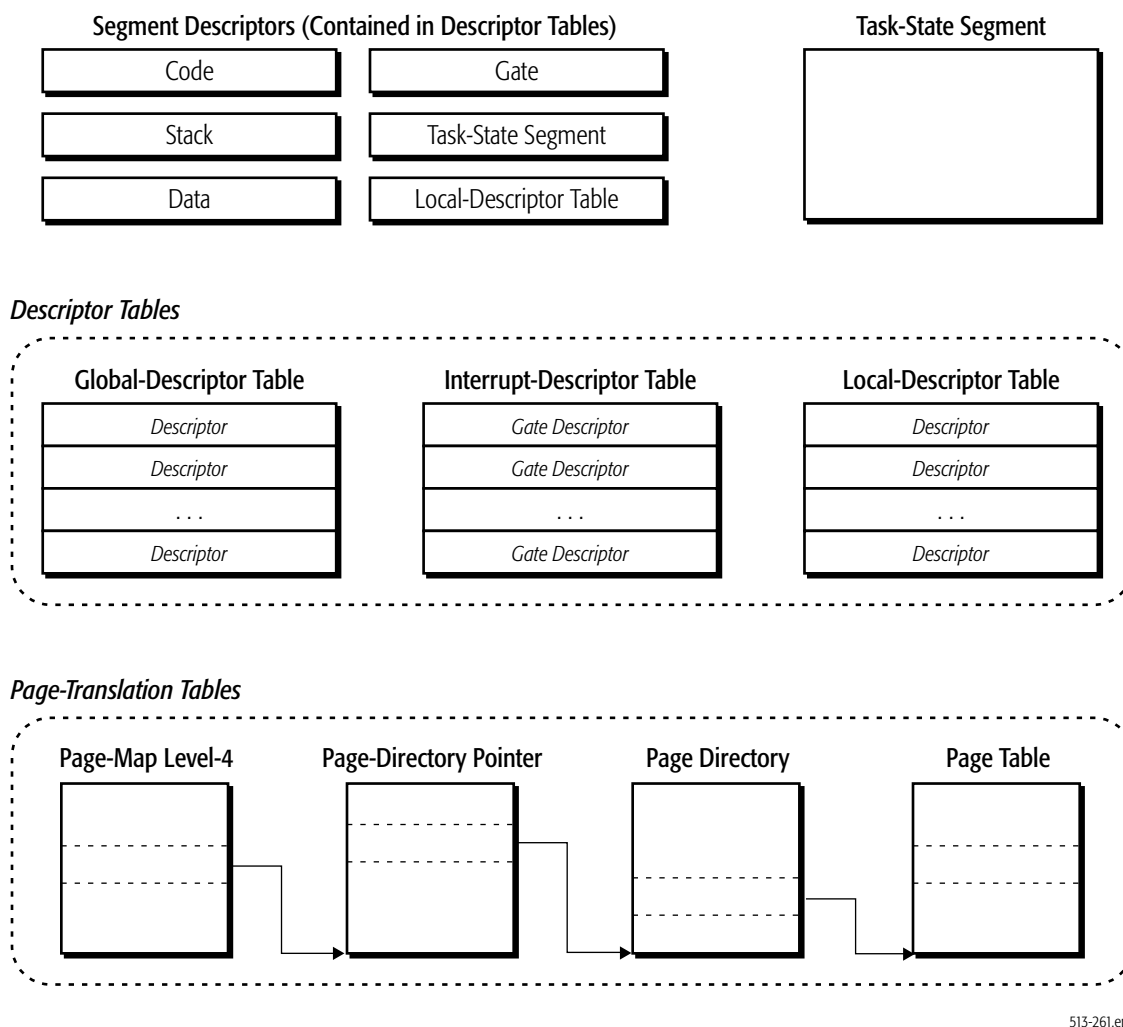 Segment Descriptors (Contained in Descriptor Tables)
Task-State Segment
Code
Gate
Stack
Task-State Segment
Data
Local-Descriptor Table
Descriptor Tables
Global-Descriptor Table
Interrupt-Descriptor Table
Local-Descriptor Table
Descriptor
Gate Descriptor
Descriptor
Descriptor
Gate Descriptor
Descriptor
. . .
. . .
. . .
Descriptor
Gate Descriptor
Descriptor
Page-Translation Tables
Page-Map Level-4
Page-Directory Pointer
Page Directory
Page Table
513-261.e